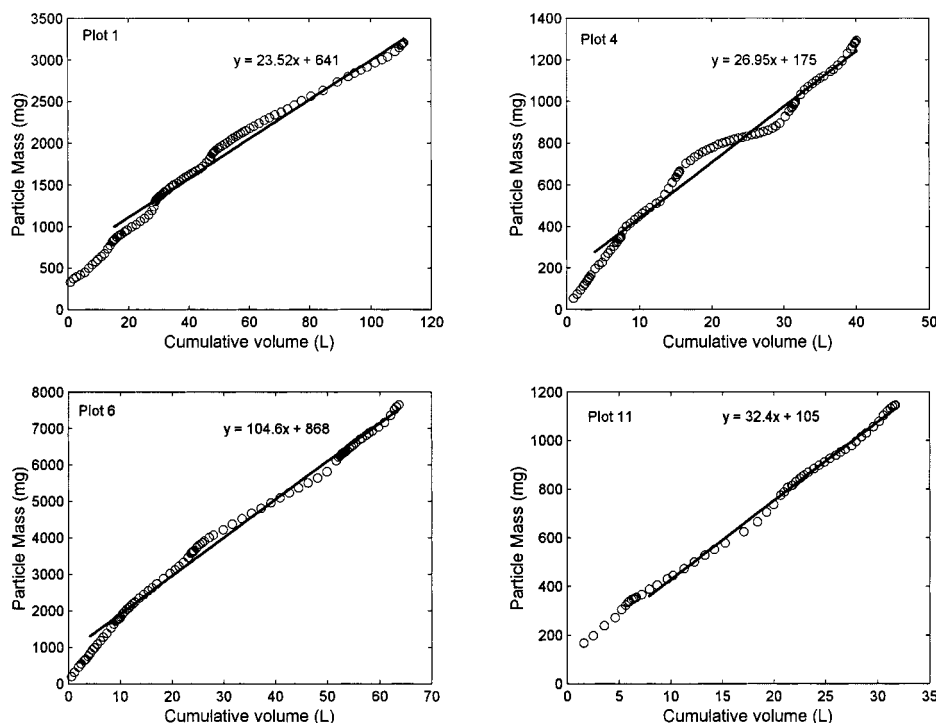 Plot 1
y = 23.52x + 641
Particle Mass (mg)
3500
3000
2500
2000
1500
1000
500
0
0 20 40 60 80 100 120
Cumulative volume (L)
Plot 4
y = 26.95x + 175
Particle Mass (mg)
1400
1200
1000
800
600
400
200
0
0 10 20 30 40 50
Cumulative volume (L)
Plot 6
y = 104.6x + 868
Particle Mass (mg)
8000
7000
6000
5000
4000
3000
2000
1000
0
0 10 20 30 40 50 60 70
Cumulative volume (L)
Plot 11
y = 32.4x + 105
Particle Mass (mg)
1200
1000
800
600
400
200
0
0 5 10 15 20 25 30 35
Cumulative volume (L)